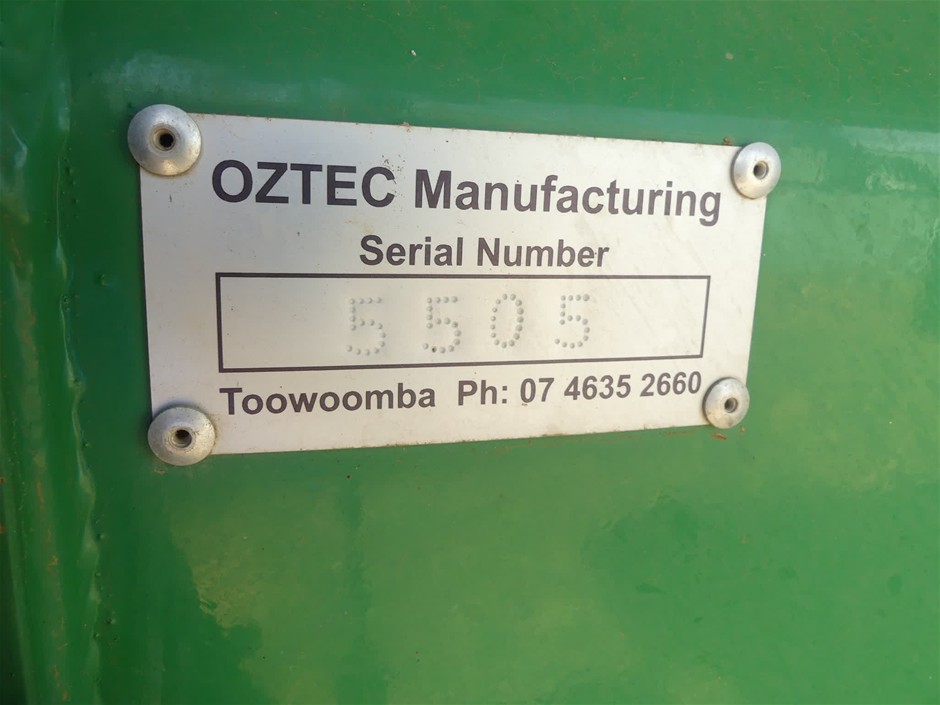 OZTEC Manufacturing
Serial Number
5505
Toowoomba Ph: 07 4635 2660